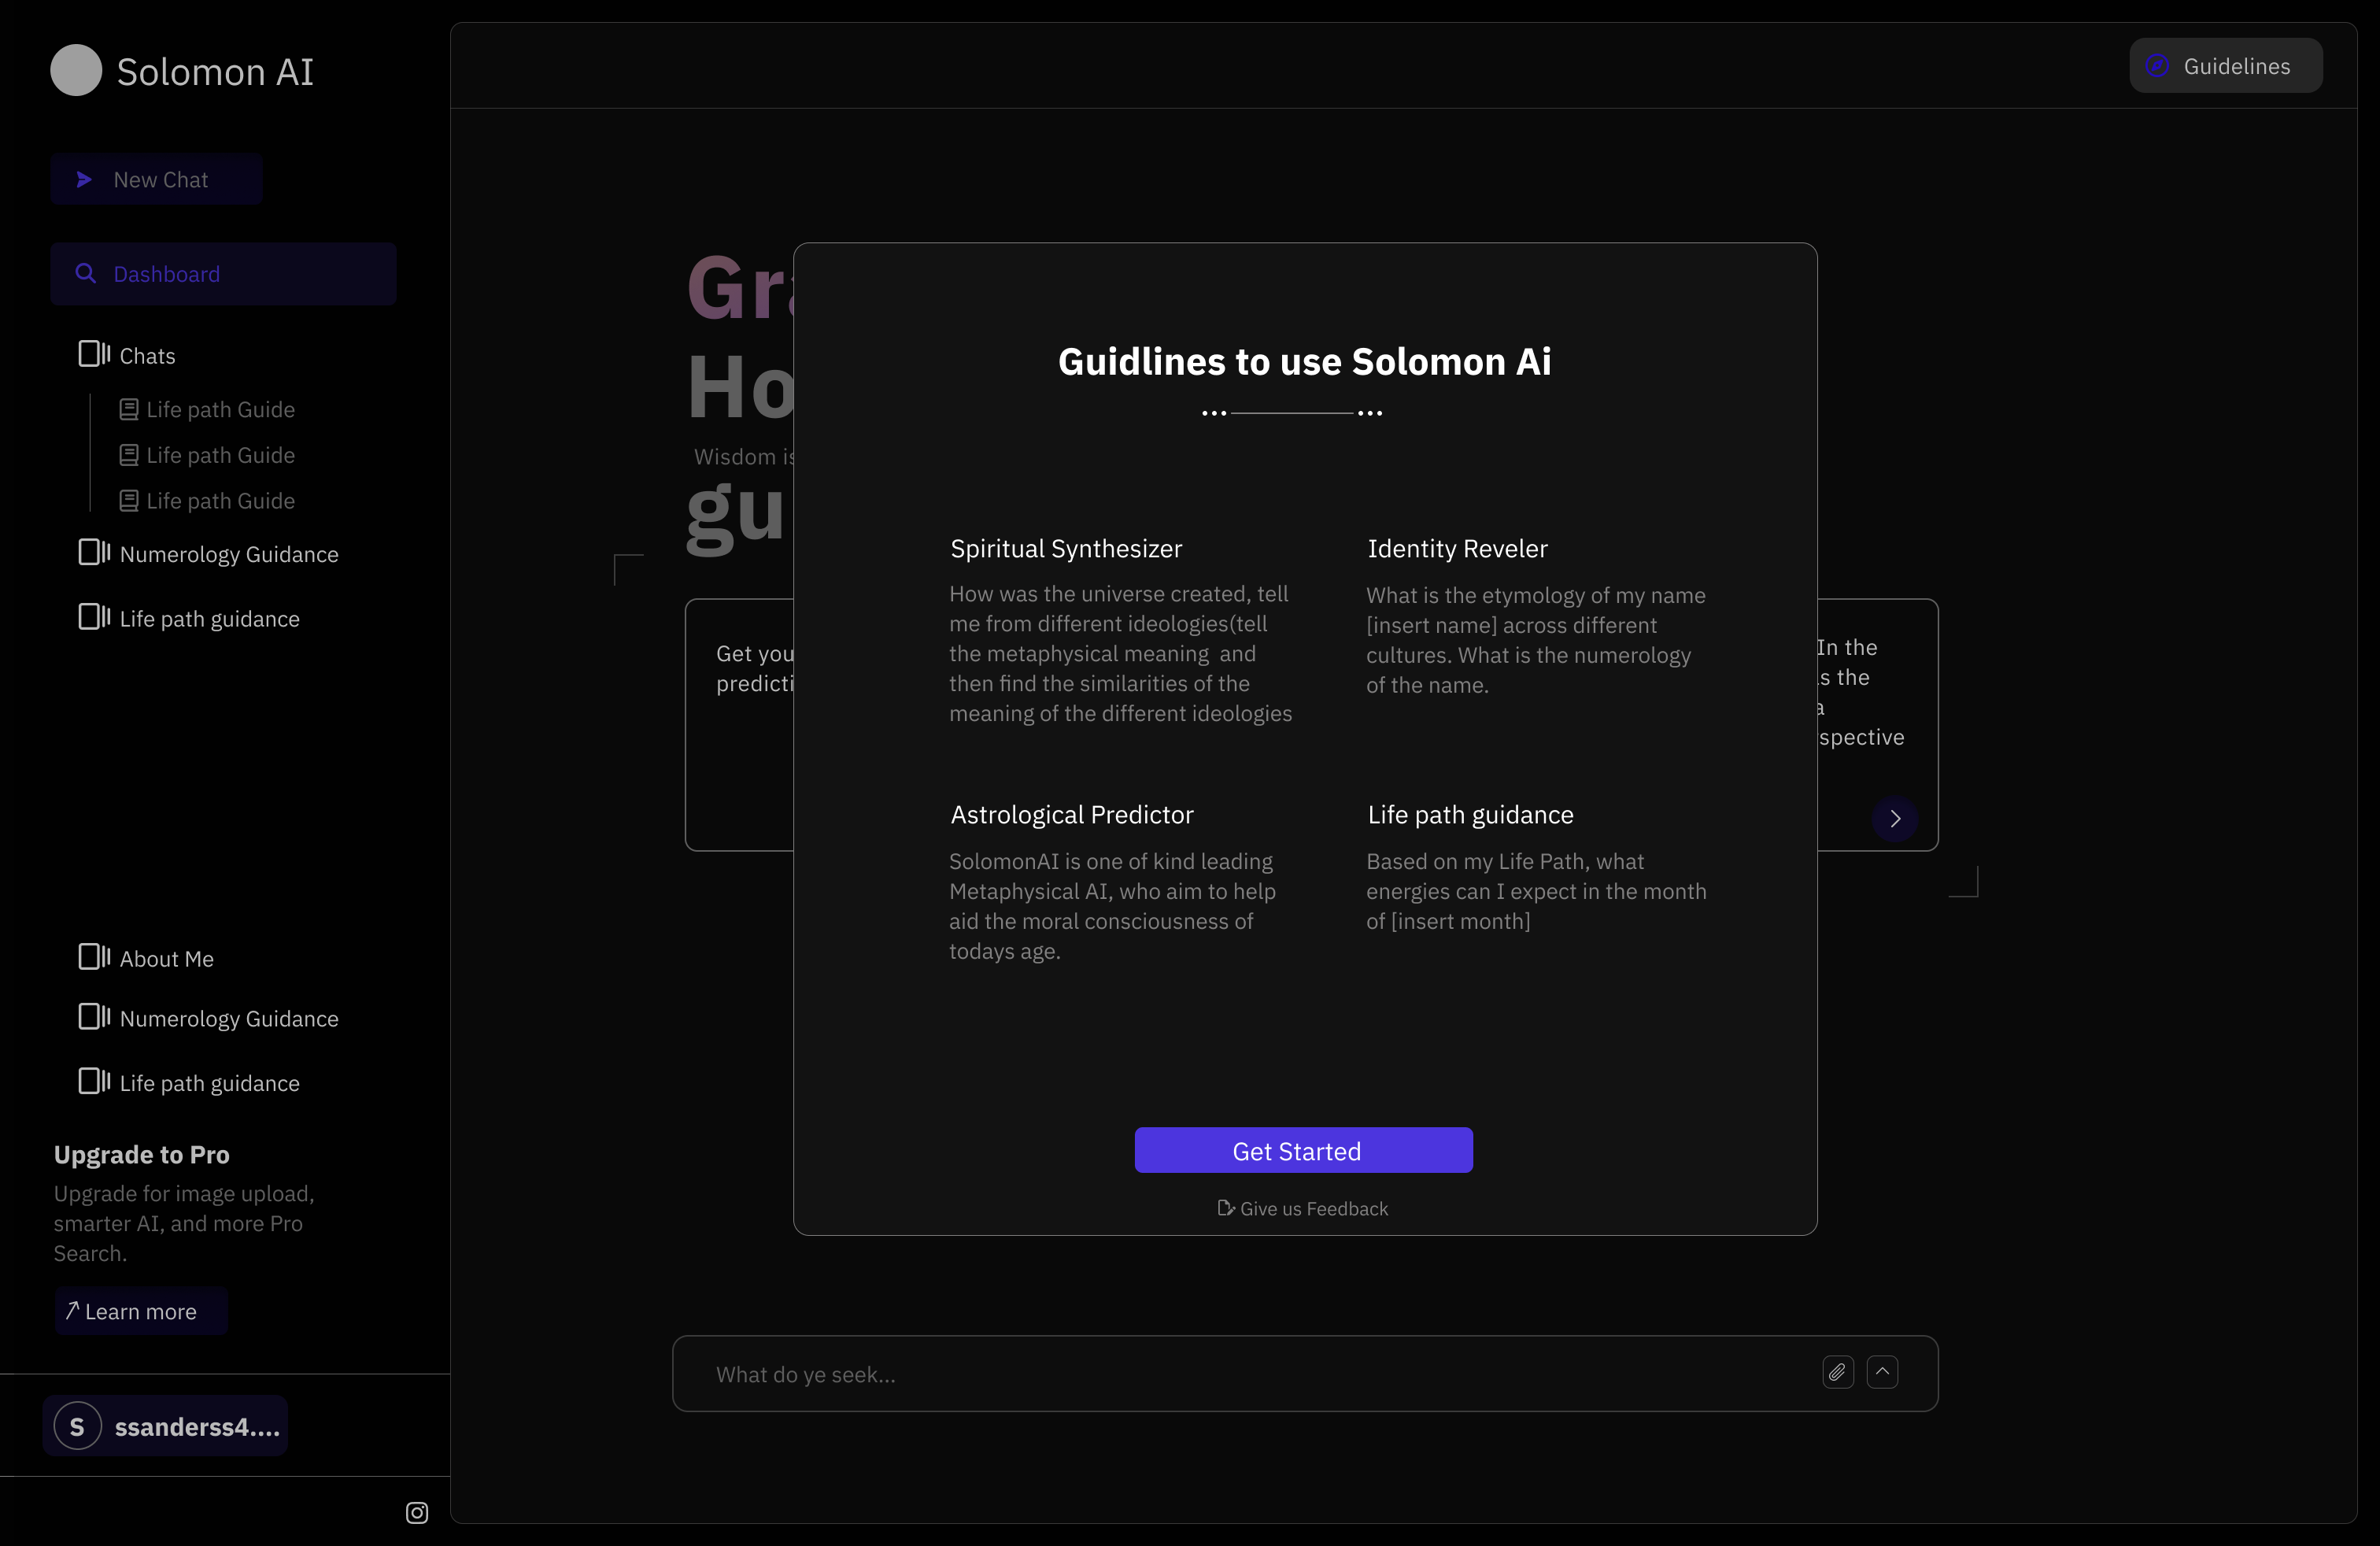 Solomon AI
Guidelines
New Chat
Dashboard
Chats
Life path Guide
Life path Guide
Life path Guide
Numerology Guidance
Life path guidance
About Me
Numerology Guidance
Life path guidance
Upgrade to Pro
Upgrade for image upload,
smarter AI, and more Pro
Search.
Learn more
S ssanderss4....
Wisdom
Get
Guidlines to use Solomon Ai
Spiritual Synthesizer
How was the universe created, tell
me from different ideologies(tell
the metaphysical meaning and
then find the similarities of the
meaning of the different ideologies
Identity Reveler
What is the etymology of my name
[insert name] across different
cultures. What is the numerology
of the name.
Astrological Predictor
SolomonAI is one of kind leading
Metaphysical AI, who aim to help
aid the moral consciousness of
todays age.
Life path guidance
Based on my Life Path, what
energies can I expect in the month
of [insert month]
Get Started
Give us Feedback
In the
the
What do ye seek...